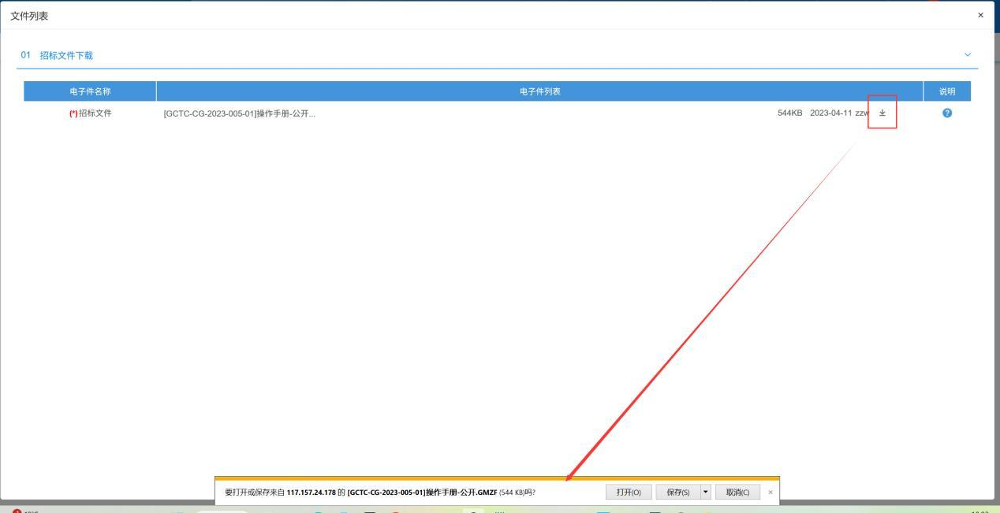 文件列表
×
01 招标文件下载
电子件名称 电子件列表 说明
(*)招标文件 [GCTC-CG-2023-005-01]操作手册-公开... 544KB 2023-04-11 zzw ?
要打开或保存来自 117.157.24.178 的 [GCTC-CG-2023-005-01]操作手册-公开.GMZF (544 KB)吗? 打开(O) 保存(S) 取消(C) ×